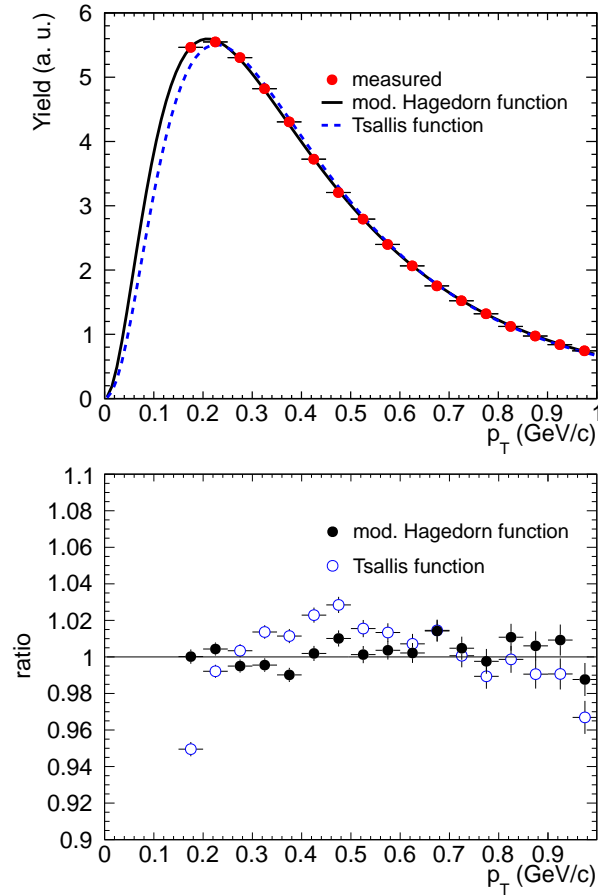 Yield (a. u.)
6
5
4
3
2
1
0
measured
mod. Hagedorn function
Tsallis function
0 0.1 0.2 0.3 0.4 0.5 0.6 0.7 0.8 0.9 1
p_T (GeV/c)
ratio
1.1
1.08
1.06
1.04
1.02
1
0.98
0.96
0.94
0.92
0.9
mod. Hagedorn function
Tsallis function
0 0.1 0.2 0.3 0.4 0.5 0.6 0.7 0.8 0.9 1
p_T (GeV/c)